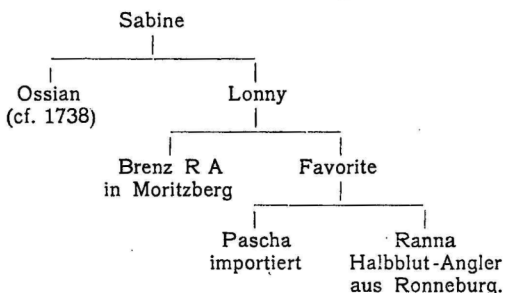 Sabine
Ossian Lonny
(cf. 1738)
Brenz R A Favorite
in Moritzberg
Pascha Ranna
importiert Halbblut-Angler
aus Ronneburg.